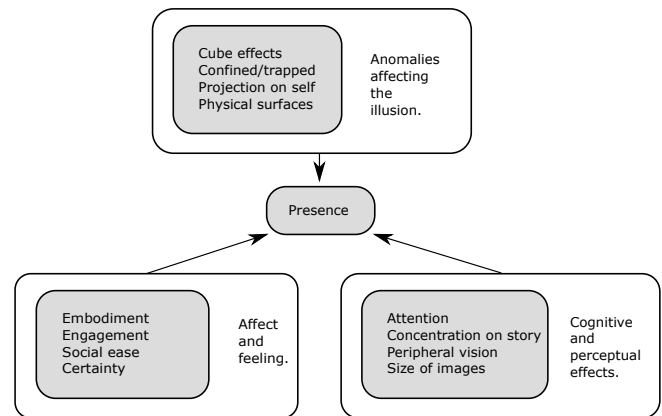 Cube effects
Confined/trapped
Projection on self
Physical surfaces
Anomalies
affecting
the
illusion.
Presence
Embodiment
Engagement
Social ease
Certainty
Affect
and
feeling.
Attention
Concentration on story
Peripheral vision
Size of images
Cognitive
and
perceptual
effects.